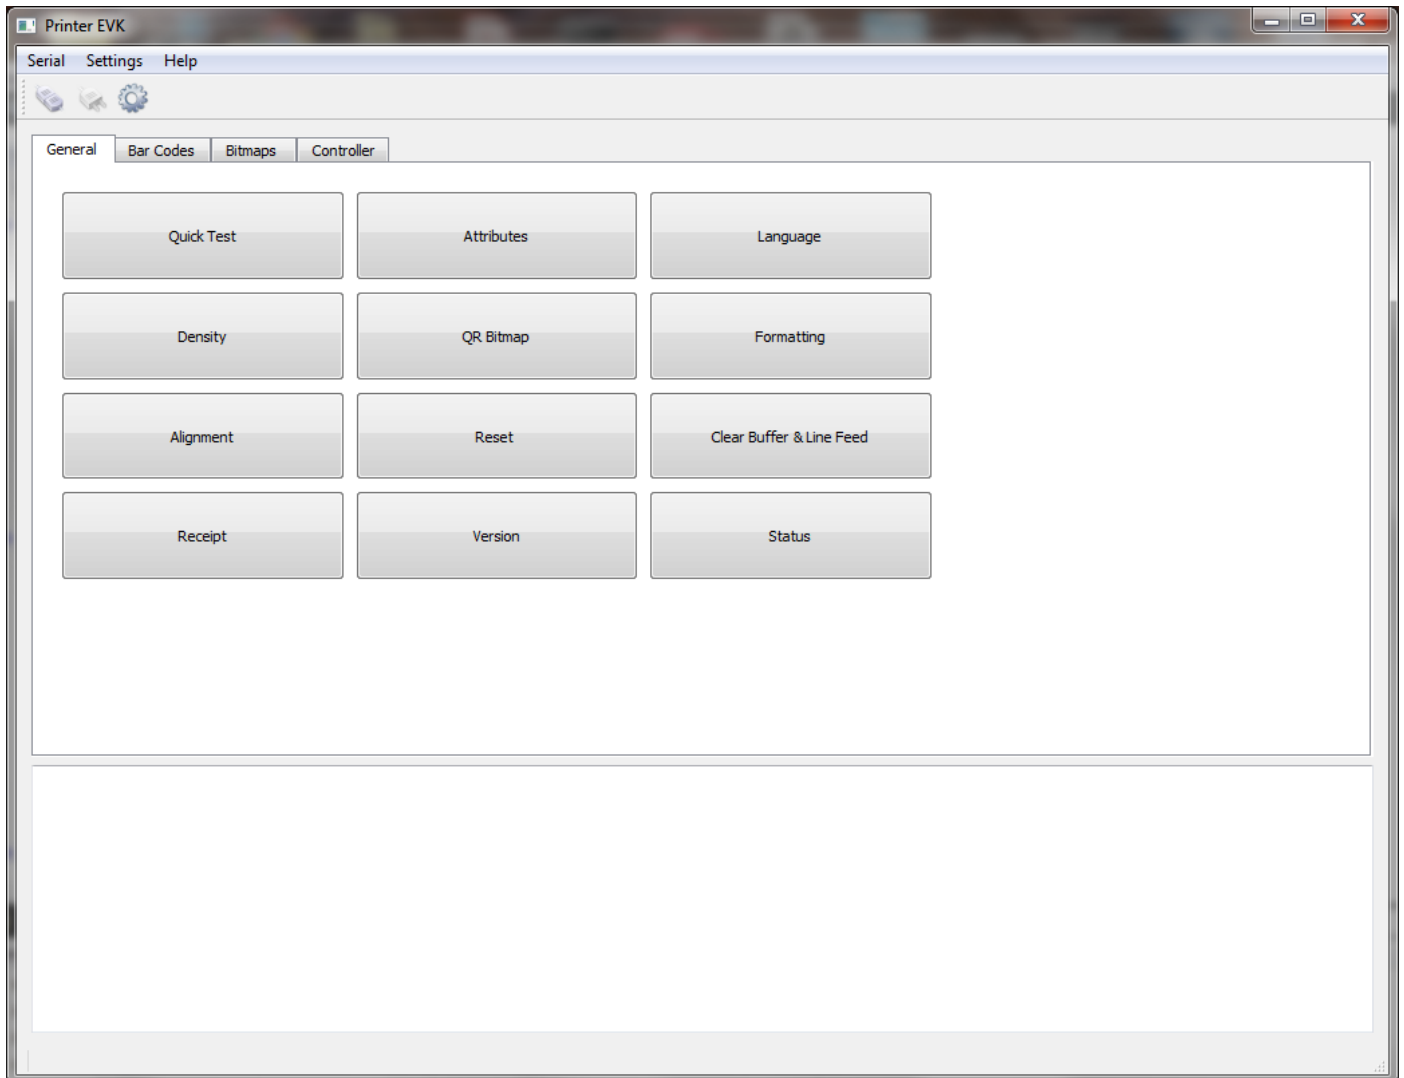 Printer EVK
Serial Settings Help
General Bar Codes Bitmaps Controller
Quick Test Attributes Language
Density QR Bitmap Formatting
Alignment Reset Clear Buffer & Line Feed
Receipt Version Status